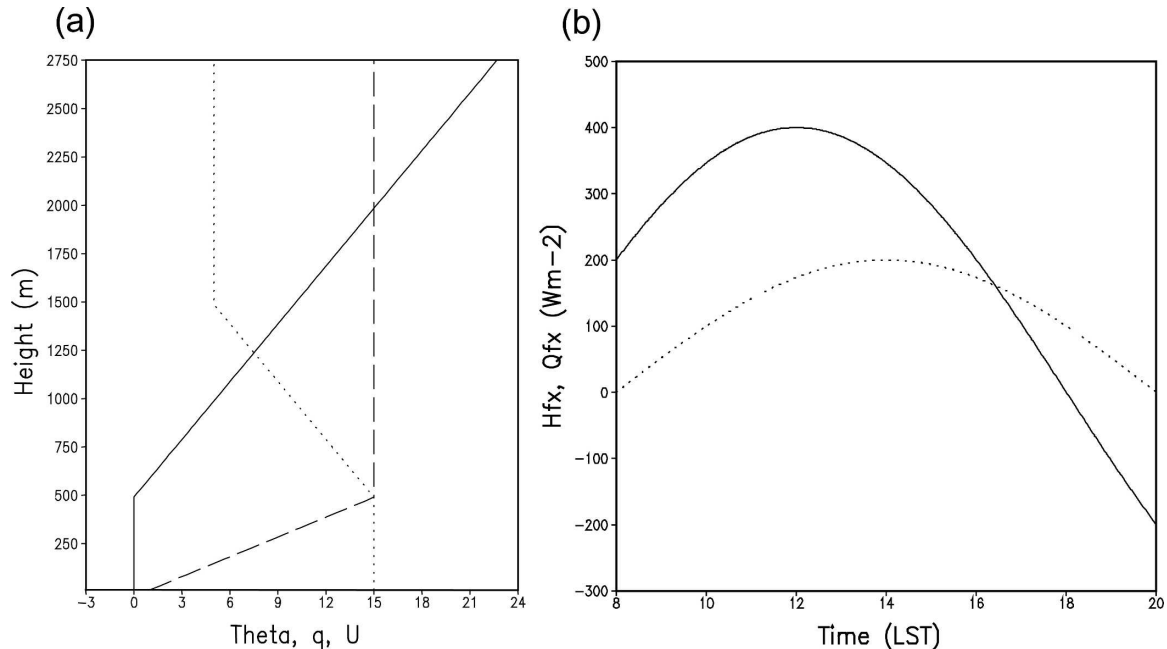 (a)
2750
2500
2250
2000
1750
1500
1250
1000
750
500
250
Height (m)
-3 0 3 6 9 12 15 18 21 24
Theta, q, U
(b)
500
400
300
200
100
0
-100
-200
-300
Hfx, Qfx (Wm-2)
8 10 12 14 16 18 20
Time (LST)